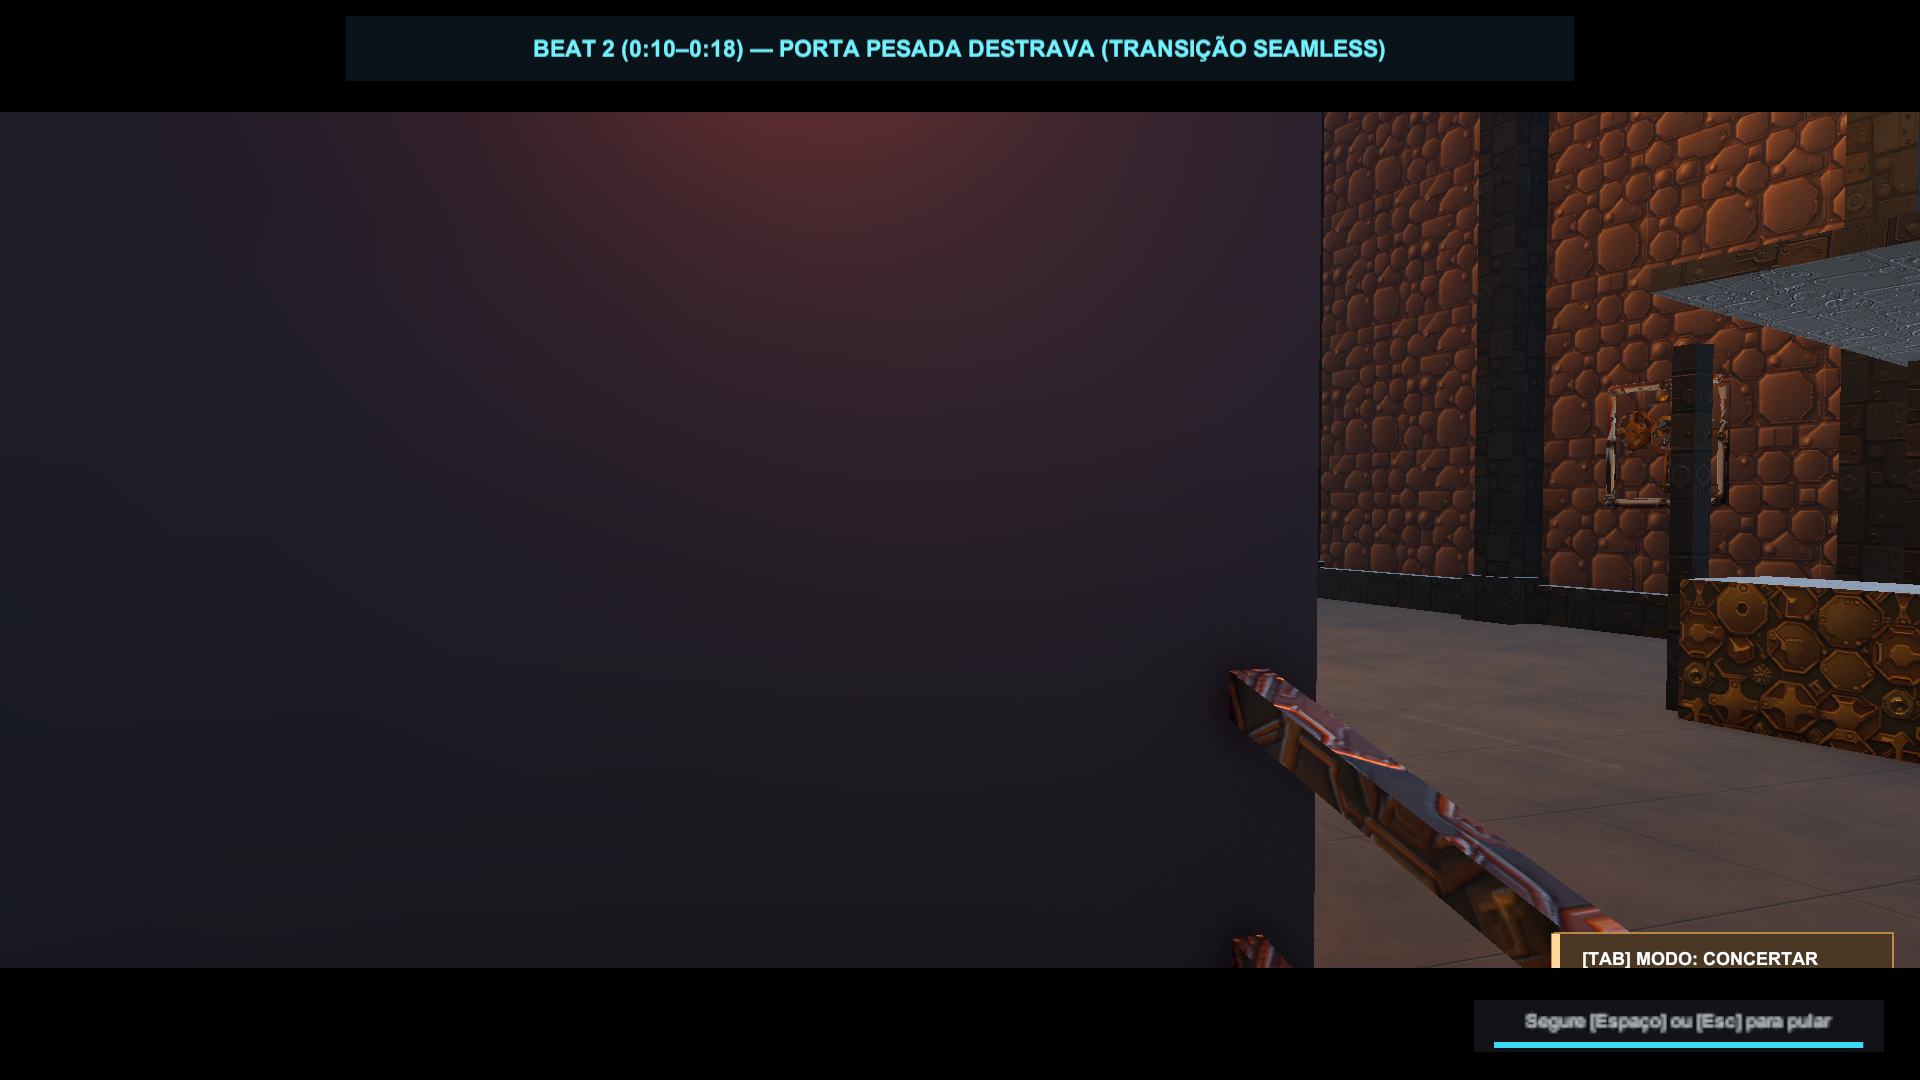 BEAT 2 (0:10–0:18) — PORTA PESADA DESTRAVA (TRANSIÇÃO SEAMLESS)
[TAB] MODO: CONCERTAR
Segure [Espaço] ou [Esc] para pular